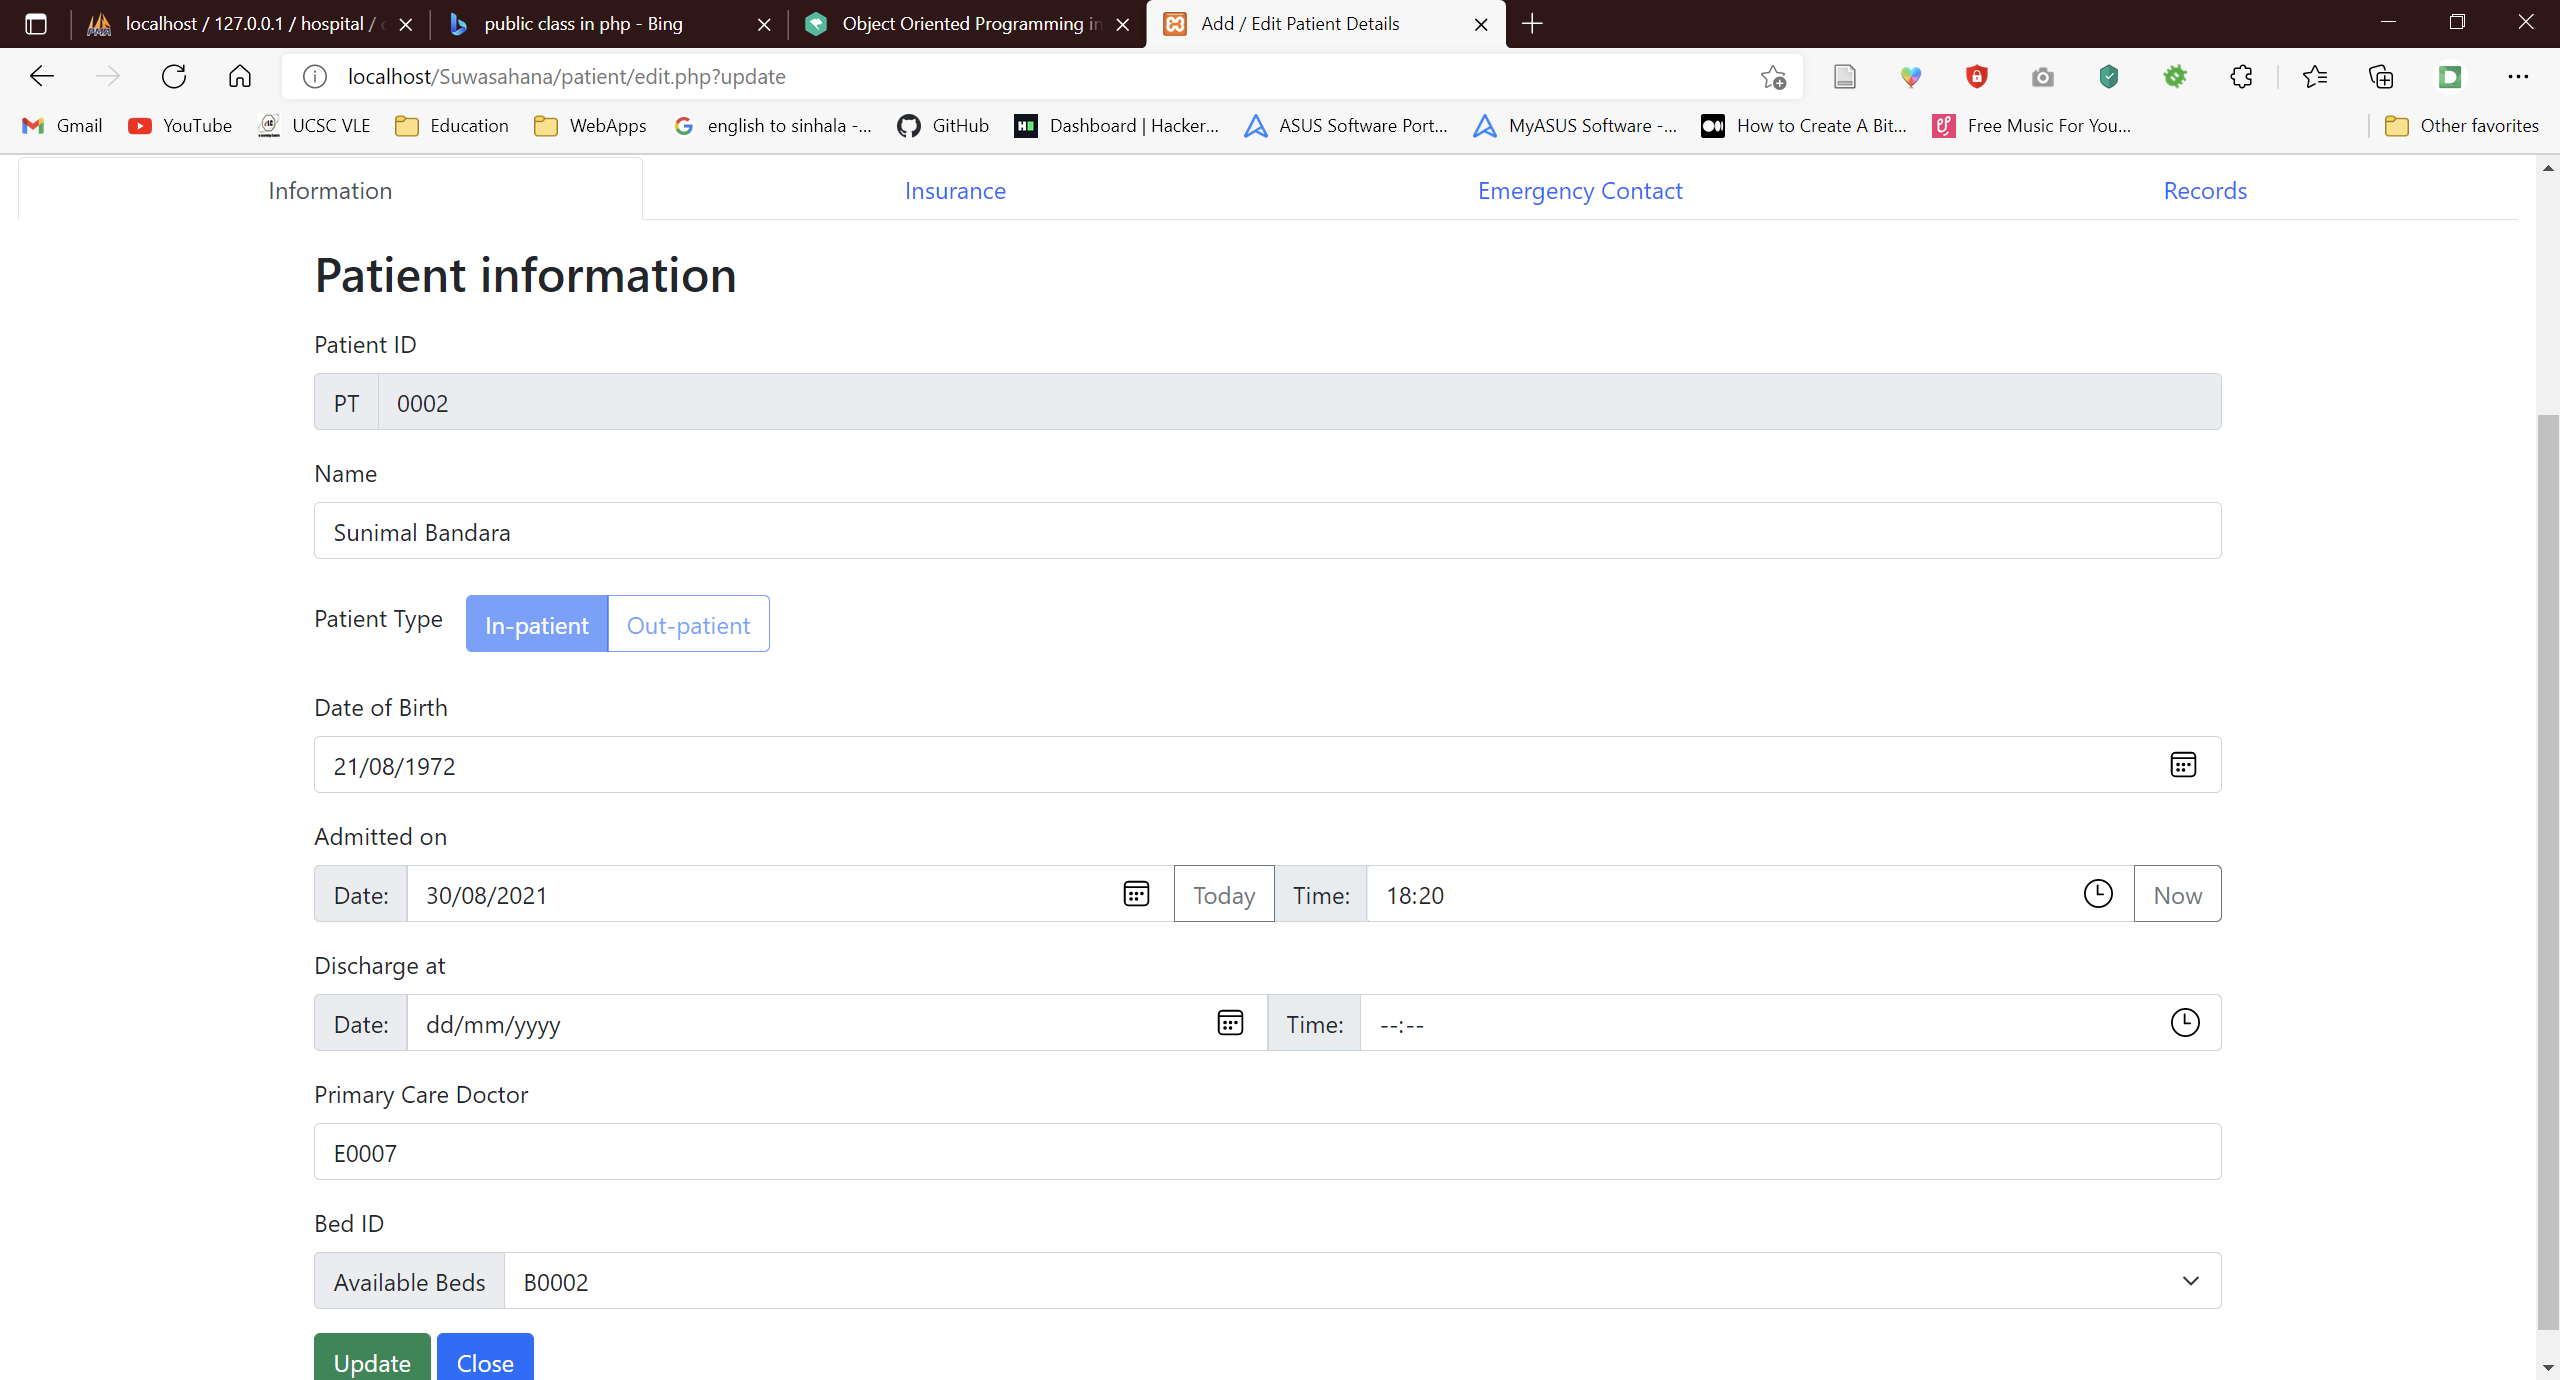 localhost / 127.0.0.1 / hospital /
public class in php - Bing
Object Oriented Programming in
Add / Edit Patient Details
localhost/Suwasahana/patient/edit.php?update
Gmail
YouTube
UCSC VLE
Education
WebApps
english to sinhala -...
GitHub
Dashboard | Hacker...
ASUS Software Port...
MyASUS Software -...
How to Create A Bit...
Free Music For You...
Other favorites
Information
Insurance
Emergency Contact
Records
Patient information
Patient ID
PT 0002
Name
Sunimal Bandara
Patient Type In-patient Out-patient
Date of Birth
21/08/1972
Admitted on
Date: 30/08/2021 Today Time: 18:20 Now
Discharge at
Date: dd/mm/yyyy Time: --:--
Primary Care Doctor
E0007
Bed ID
Available Beds B0002
Update Close